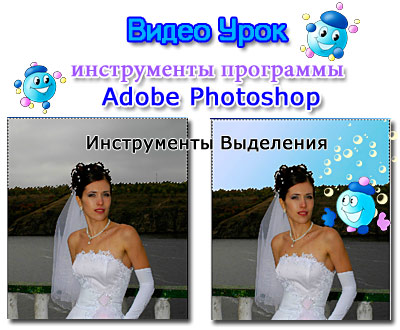 Видео Урок
инструменты программы
Adobe Photoshop
Инструменты Выделения